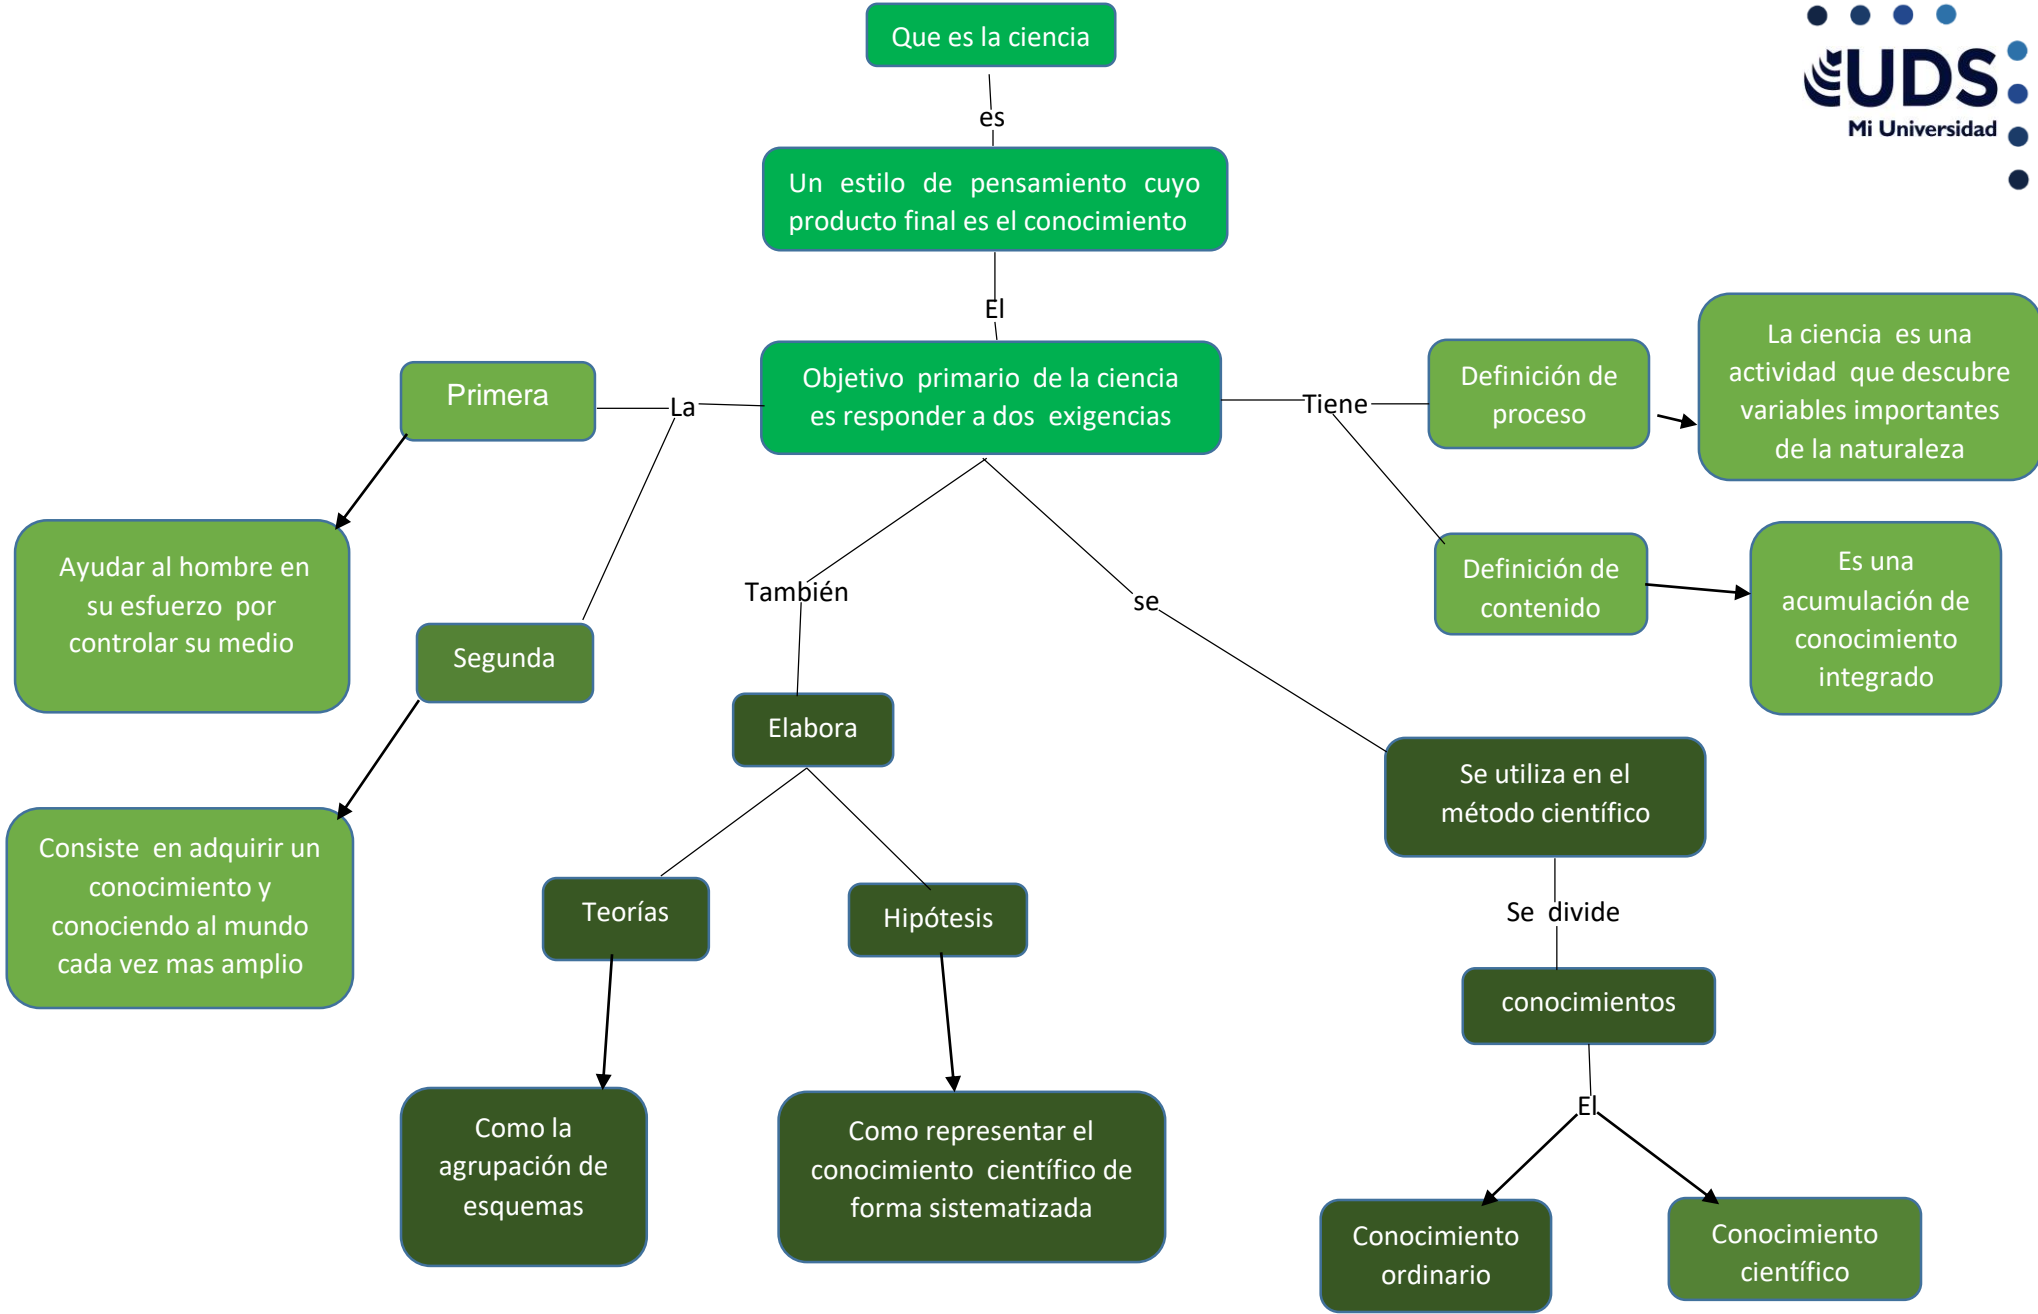 Que es la ciencia
UDS
Mi Universidad
es
Un estilo de pensamiento cuyo
producto final es el conocimiento
El
Objetivo primario de la ciencia
es responder a dos exigencias
La
Primera
Ayudar al hombre en
su esfuerzo por
controlar su medio
Segunda
Consiste en adquirir un
conocimiento y
conociendo al mundo
cada vez mas amplio
Tiene
Definición de
proceso
La ciencia es una
actividad que descubre
variables importantes
de la naturaleza
Definición de
contenido
Es una
acumulación de
conocimiento
integrado
También
Elabora
Teorías
Como la
agrupación de
esquemas
Hipótesis
Como representar el
conocimiento científico de
forma sistematizada
se
Se utiliza en el
método científico
Se divide
conocimientos
El
Conocimiento
ordinario
Conocimiento
científico